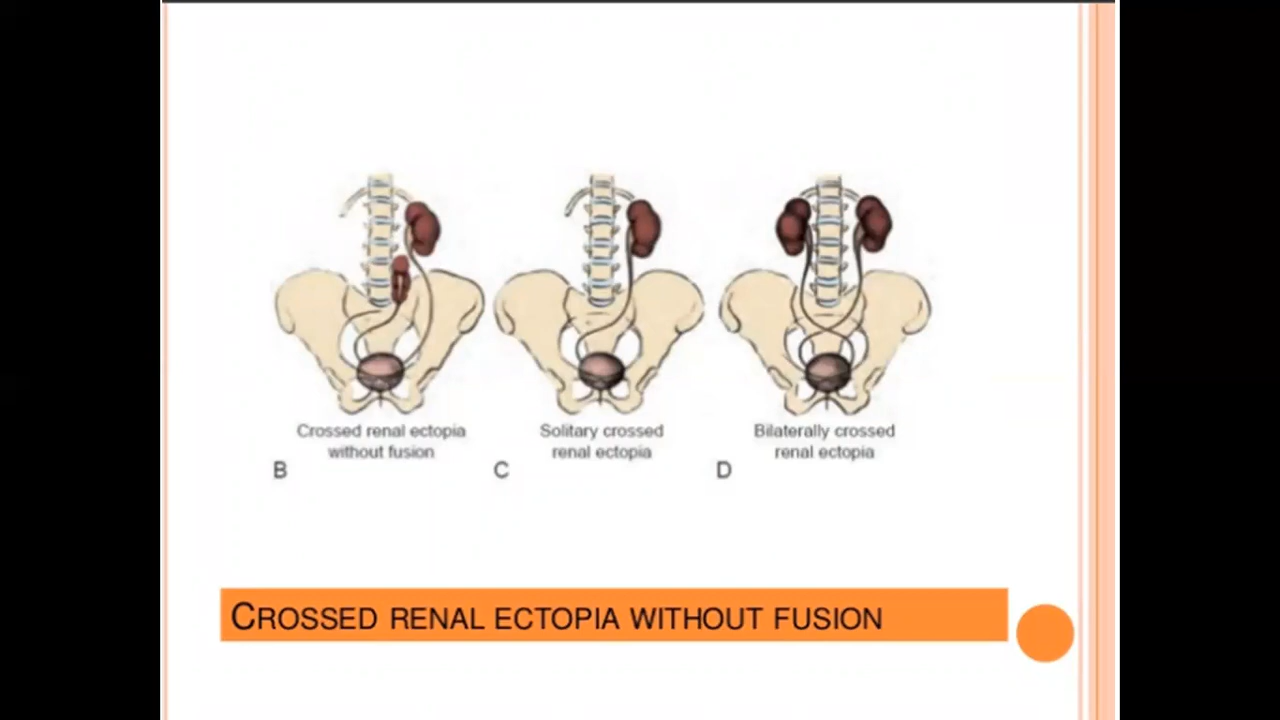 Crossed renal ectopia
without fusion
B
Solitary crossed
renal ectopia
C
Bilaterally crossed
renal ectopia
D
CROSSED RENAL ECTOPIA WITHOUT FUSION